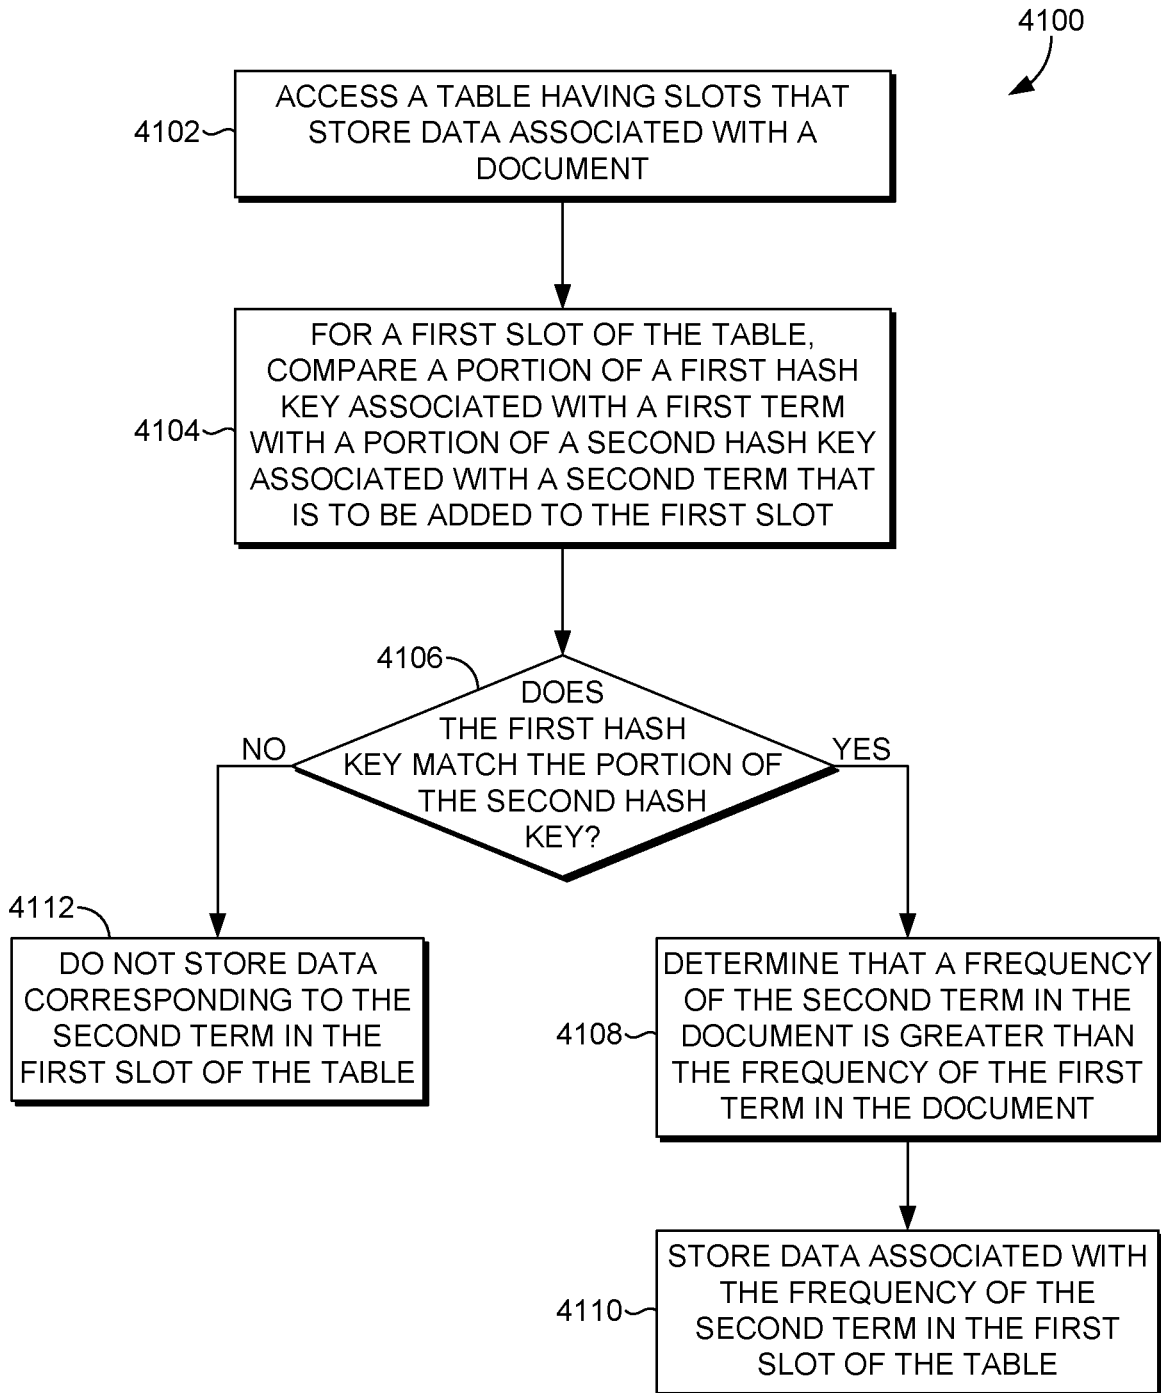 4100
ACCESS A TABLE HAVING SLOTS THAT
STORE DATA ASSOCIATED WITH A
DOCUMENT
4102
FOR A FIRST SLOT OF THE TABLE,
COMPARE A PORTION OF A FIRST HASH
KEY ASSOCIATED WITH A FIRST TERM
WITH A PORTION OF A SECOND HASH KEY
ASSOCIATED WITH A SECOND TERM THAT
IS TO BE ADDED TO THE FIRST SLOT
4104
4106
DOES
THE FIRST HASH
KEY MATCH THE PORTION OF
THE SECOND HASH
KEY?
NO
YES
4112
DO NOT STORE DATA
CORRESPONDING TO THE
SECOND TERM IN THE
FIRST SLOT OF THE TABLE
DETERMINE THAT A FREQUENCY
OF THE SECOND TERM IN THE
DOCUMENT IS GREATER THAN
THE FREQUENCY OF THE FIRST
TERM IN THE DOCUMENT
4108
STORE DATA ASSOCIATED WITH
THE FREQUENCY OF THE
SECOND TERM IN THE FIRST
SLOT OF THE TABLE
4110